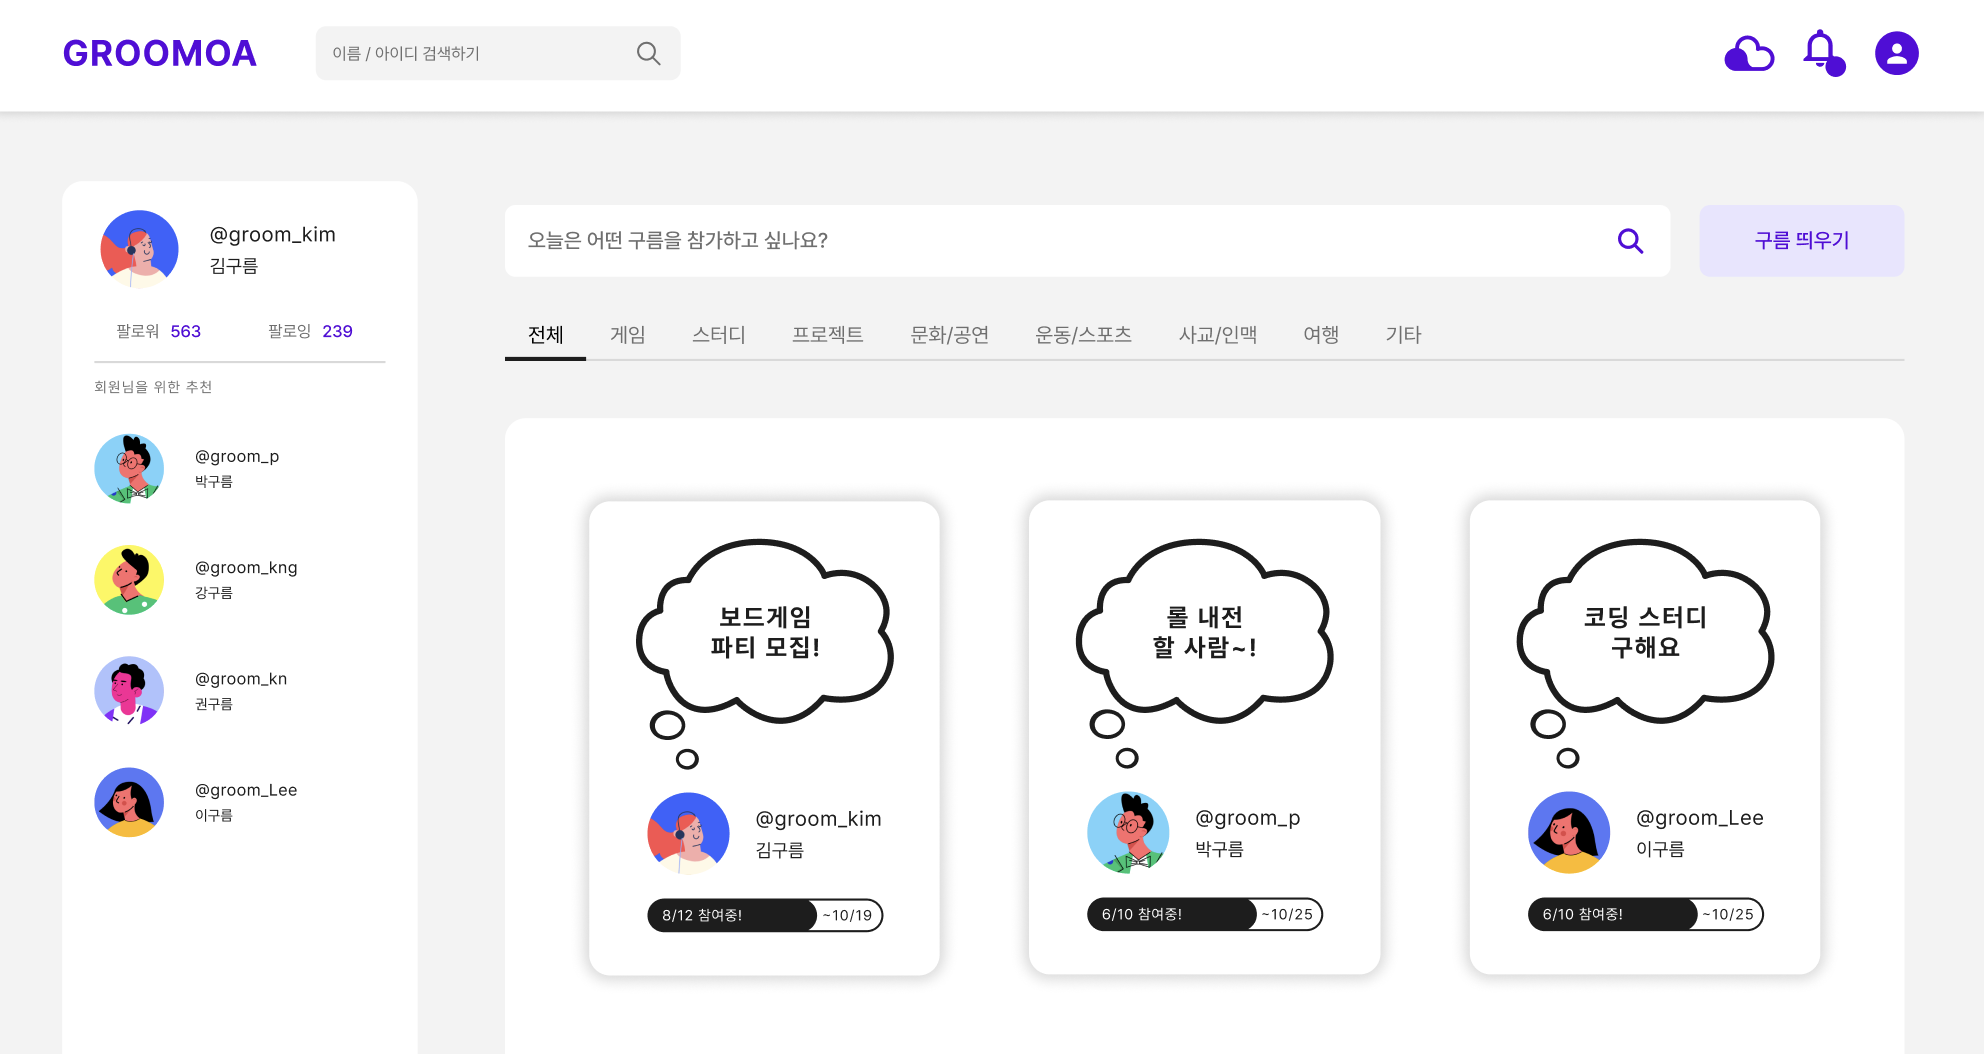 GROOMOA
이름 / 아이디 검색하기
@groom_kim
김구름
팔로워 563 팔로잉 239
회원님을 위한 추천
@groom_p
박구름
@groom_kng
강구름
@groom_kn
권구름
@groom_Lee
이구름
오늘은 어떤 구름을 참가하고 싶나요?
구름 띄우기
전체 게임 스터디 프로젝트 문화/공연 운동/스포츠 사교/인맥 여행 기타
보드게임
파티 모집!
@groom_kim
김구름
8/12 참여중! ~10/19
롤 내전
할 사람~!
@groom_p
박구름
6/10 참여중! ~10/25
코딩 스터디
구해요
@groom_Lee
이구름
6/10 참여중! ~10/25